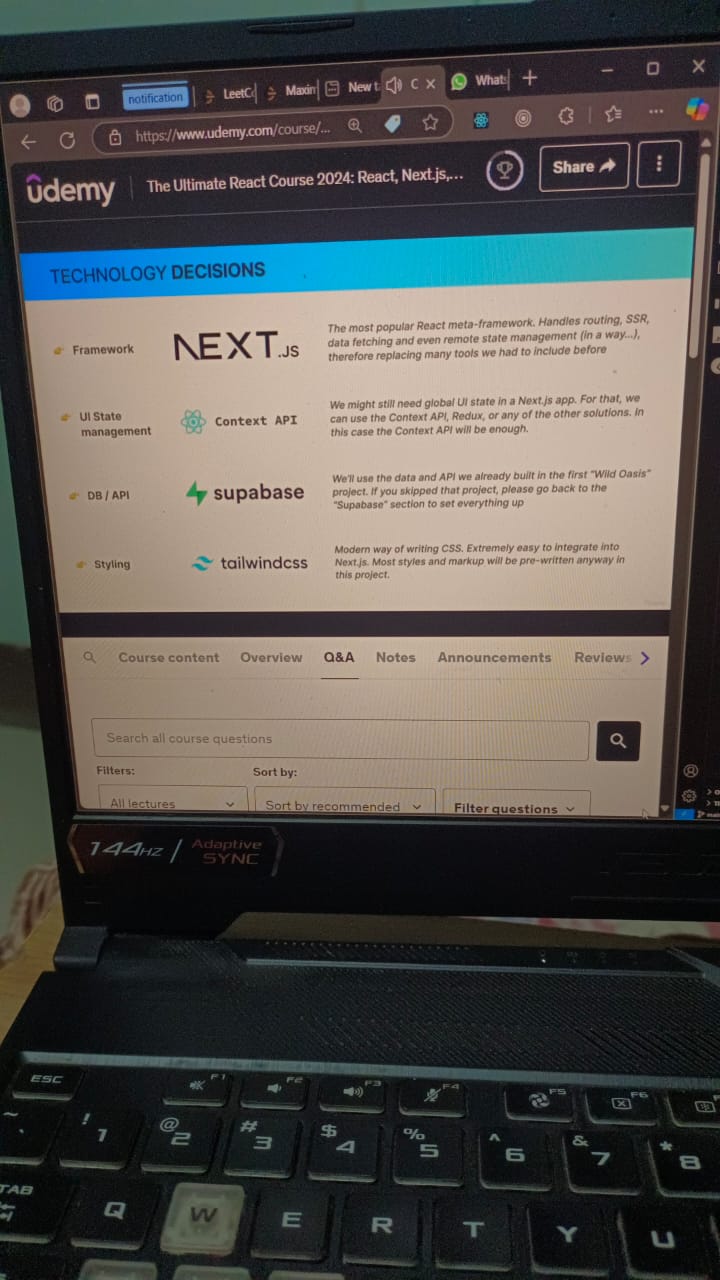 notification
LeetC
Maxin
New t
C
What
https://www.udemy.com/course/...
udemy
The Ultimate React Course 2024: React, Next.js,...
Share
TECHNOLOGY DECISIONS
Framework
NEXT.JS
The most popular React meta-framework. Handles routing, SSR,
data fetching and even remote state management (in a way...),
therefore replacing many tools we had to include before
UI State
management
Context API
We might still need global UI state in a Next.js app. For that, we
can use the Context API, Redux, or any of the other solutions. In
this case the Context API will be enough.
DB / API
supabase
We'll use the data and API we already built in the first "Wild Oasis"
project. If you skipped that project, please go back to the
"Supabase" section to set everything up
Styling
tailwindcss
Modern way of writing CSS. Extremely easy to integrate into
Next.js. Most styles and markup will be pre-written anyway in
this project.
Course content Overview Q&A Notes Announcements Reviews
Search all course questions
Filters:
Sort by:
All lectures
Sort by recommended
Filter questions
144HZ / Adaptive
SYNC
ESC F1 F2 F3 F4 F5 F6
~ ! @ # $ % ^ & *
` 1 2 3 4 5 6 7 8
TAB Q W E R T Y U